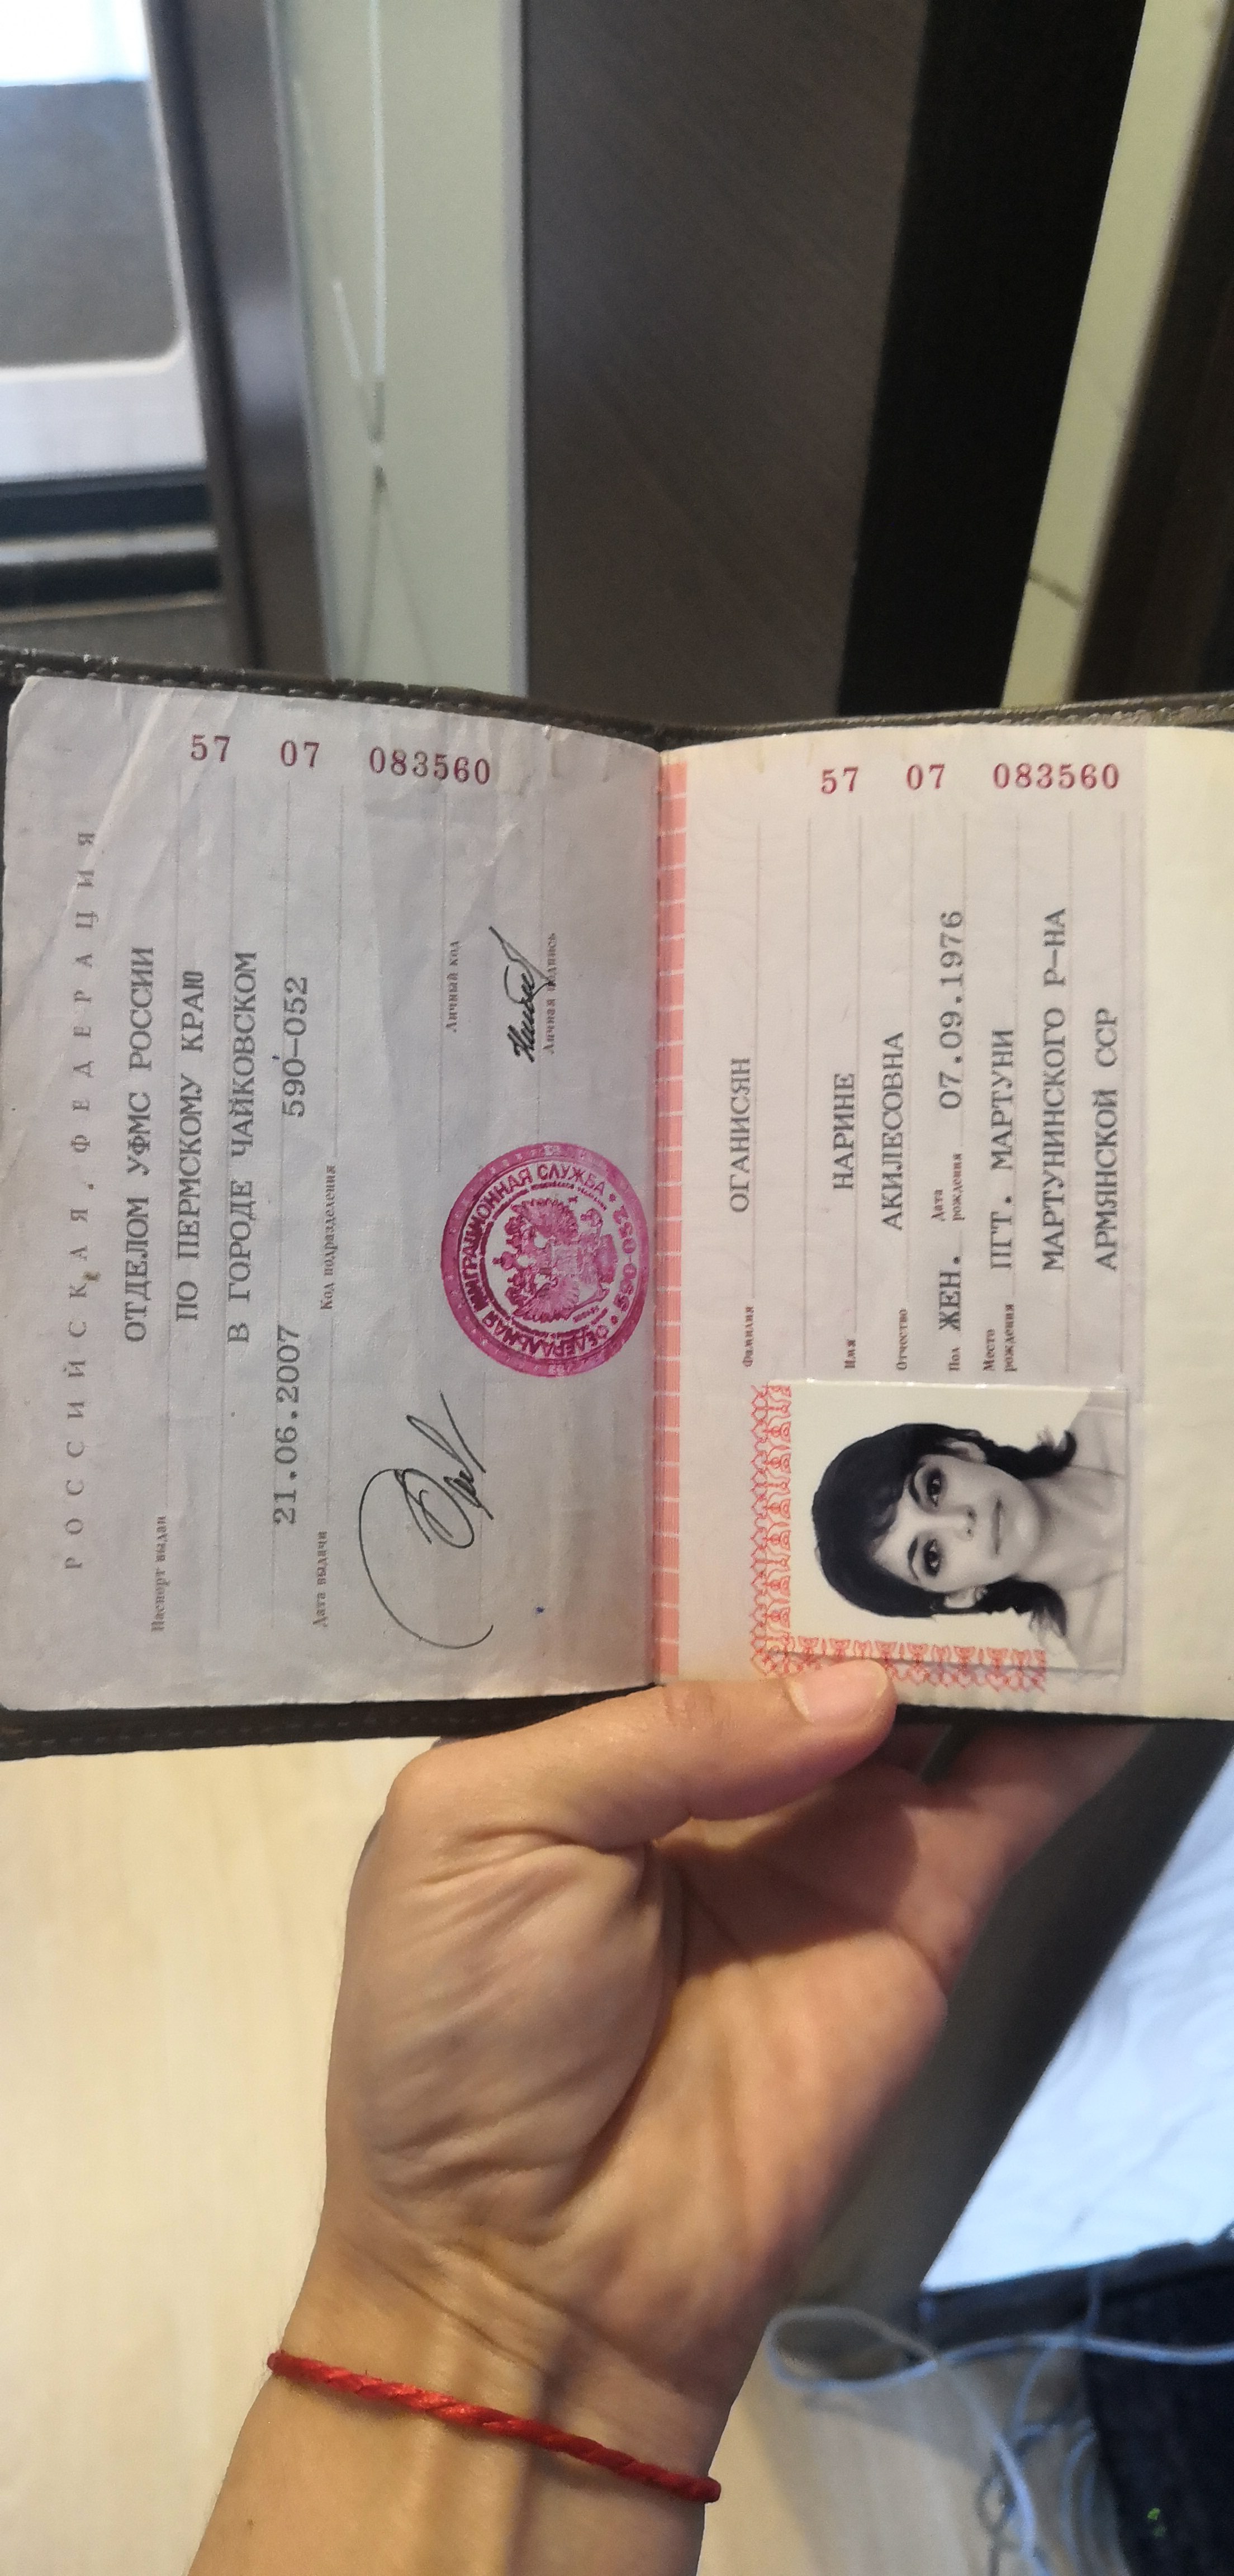 РОССИЙСКАЯ ФЕДЕРАЦИЯ
Паспорт выдан
ОТДЕЛОМ УФМС РОССИИ
ПО ПЕРМСКОМУ КРАЮ
В ГОРОДЕ ЧАЙКОВСКОМ
21.06.2007 590-052
Дата выдачи Код подразделения
Личный код
Личная подпись
ФЕДЕРАЛЬНАЯ МИГРАЦИОННАЯ СЛУЖБА
590-052
57 07 083560
57 07 083560
Фамилия ОГАНИСЯН
Имя НАРИНЕ
Отчество АКИЛЕСОВНА
Пол ЖЕН. Дата рождения 07.09.1976
Место рождения ПГТ. МАРТУНИ
МАРТУНИНСКОГО Р-НА
АРМЯНСКОЙ ССР